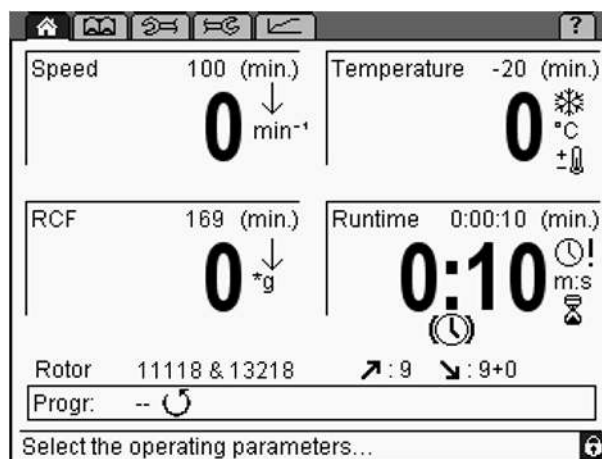 ?
Speed 100 (min.)
0 min⁻¹
Temperature -20 (min.)
0 °C
RCF 169 (min.)
0 *g
Runtime 0:00:10 (min.)
0:10 m:s
Rotor 11118 & 13218 ↗ : 9 ↘ : 9+0
Progr: --
Select the operating parameters...